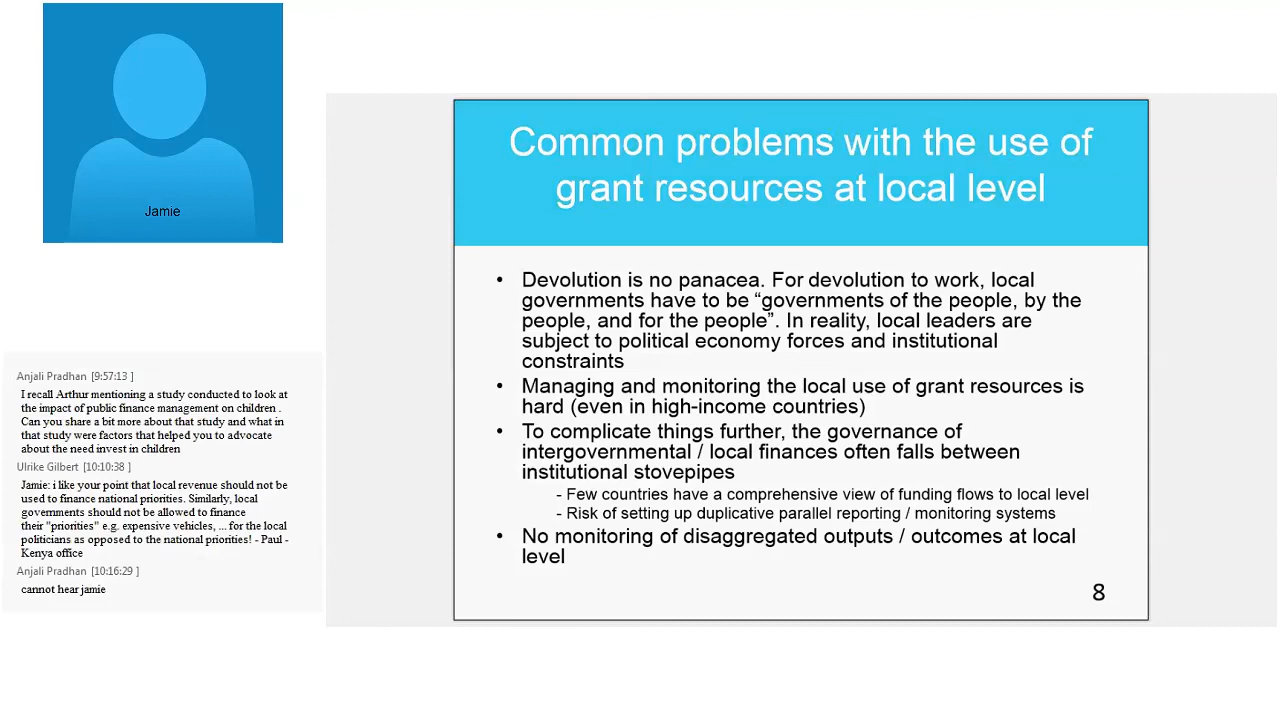 Jamie
Anjali Pradhan [9:57:13 ]
I recall Arthur mentioning a study conducted to look at
the impact of public finance management on children .
Can you share a bit more about that study and what in
that study were factors that helped you to advocate
about the need invest in children
Ulrike Gilbert [10:10:38 ]
Jamie: i like your point that local revenue should not be
used to finance national priorities. Similarly, local
governments should not be allowed to finance
their "priorities" e.g. expensive vehicles, ... for the local
politicians as opposed to the national priorities! - Paul -
Kenya office
Anjali Pradhan [10:16:29 ]
cannot hear jamie
Common problems with the use of
grant resources at local level
• Devolution is no panacea. For devolution to work, local
governments have to be “governments of the people, by the
people, and for the people”. In reality, local leaders are
subject to political economy forces and institutional
constraints
• Managing and monitoring the local use of grant resources is
hard (even in high-income countries)
• To complicate things further, the governance of
intergovernmental / local finances often falls between
institutional stovepipes
- Few countries have a comprehensive view of funding flows to local level
- Risk of setting up duplicative parallel reporting / monitoring systems
• No monitoring of disaggregated outputs / outcomes at local
level
8